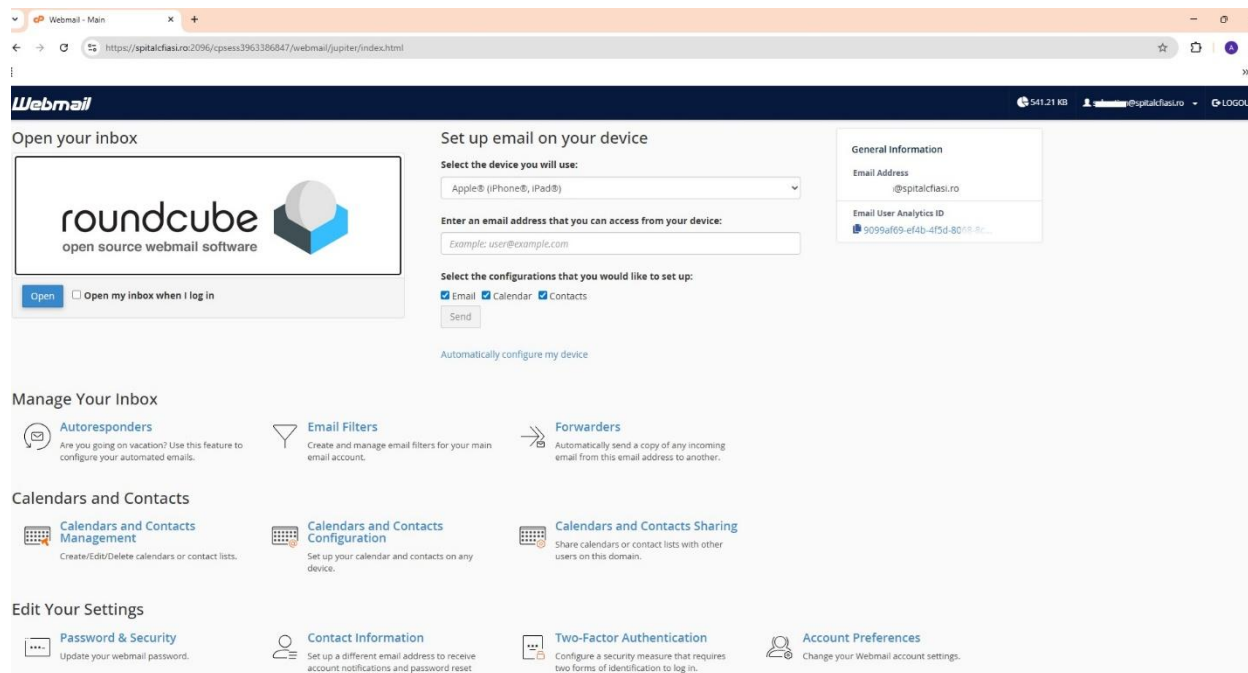 Webmail - Main
https://spitalcfiasi.ro:2096/cpsess3963386847/webmail/jupiter/index.html
Webmail
541.21 KB
@spitalcfiasi.ro
LOGOU
Open your inbox
roundcube
open source webmail software
Open
Open my inbox when I log in
Set up email on your device
Select the device you will use:
Apple® (iPhone®, iPad®)
Enter an email address that you can access from your device:
Example: user@example.com
Select the configurations that you would like to set up:
Email Calendar Contacts
Send
Automatically configure my device
General Information
Email Address
@spitalcfiasi.ro
Email User Analytics ID
9099af69-ef4b-4f5d-80
Manage Your Inbox
Autoresponders
Are you going on vacation? Use this feature to
configure your automated emails.
Email Filters
Create and manage email filters for your main
email account.
Forwarders
Automatically send a copy of any incoming
email from this email address to another.
Calendars and Contacts
Calendars and Contacts
Management
Create/Edit/Delete calendars or contact lists.
Calendars and Contacts
Configuration
Set up your calendar and contacts on any
device.
Calendars and Contacts Sharing
Share calendars or contact lists with other
users on this domain.
Edit Your Settings
Password & Security
Update your webmail password.
Contact Information
Set up a different email address to receive
account notifications and password reset
Two-Factor Authentication
Configure a security measure that requires
two forms of identification to log in.
Account Preferences
Change your Webmail account settings.